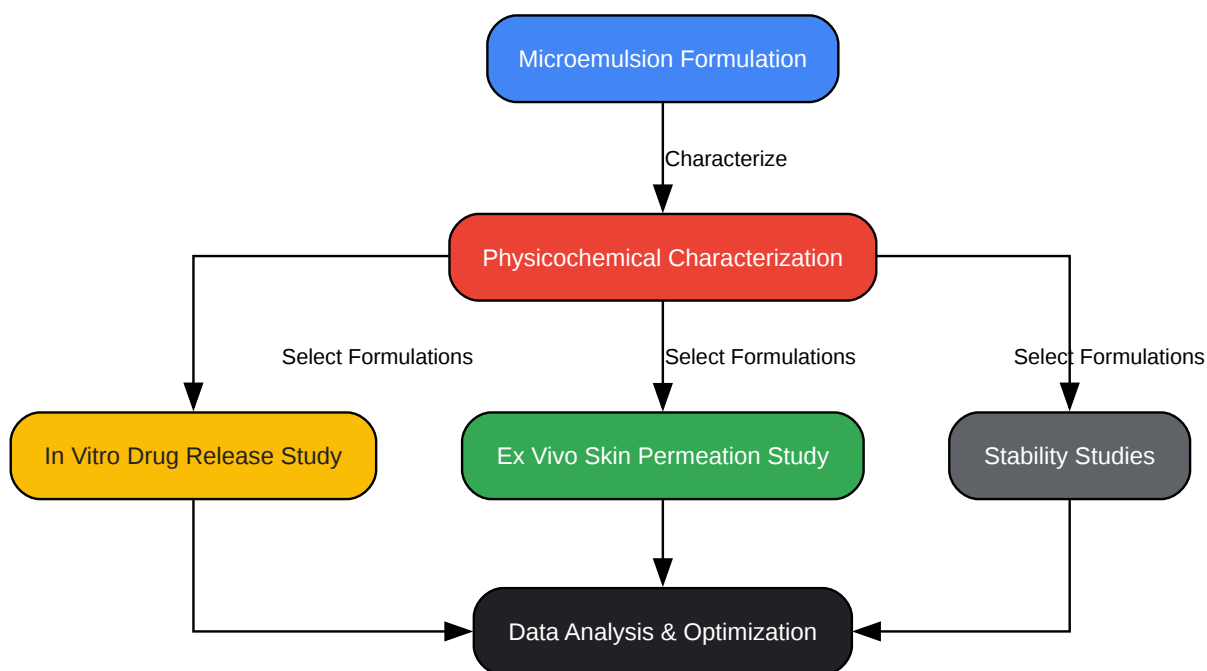 Microemulsion Formulation
Characterize
Physicochemical Characterization
Select Formulations
Select Formulations
Select Formulations
In Vitro Drug Release Study
Ex Vivo Skin Permeation Study
Stability Studies
Data Analysis & Optimization